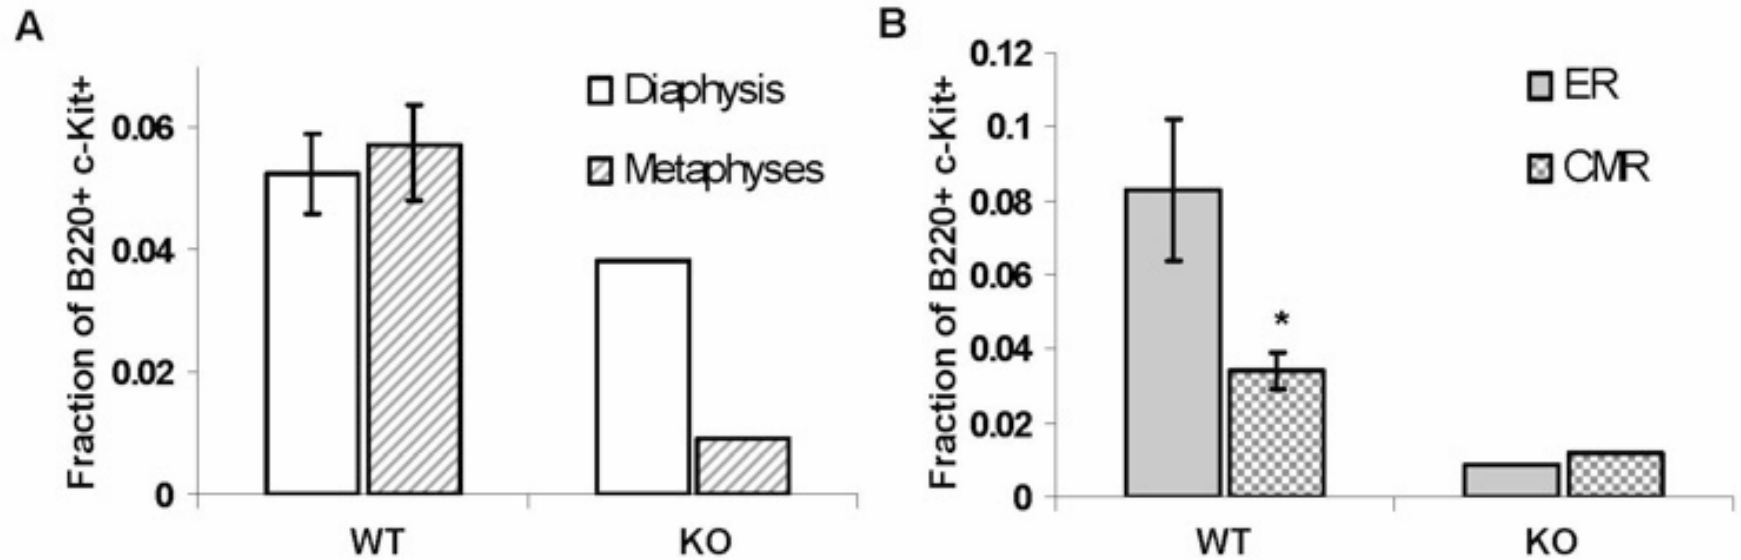 A
Fraction of B220+ c-Kit+
0.06
0.04
0.02
0
Diaphysis
Metaphyses
WT
KO
B
Fraction of B220+ c-Kit+
0.12
0.1
0.08
0.06
0.04
0.02
0
*
ER
CMR
WT
KO